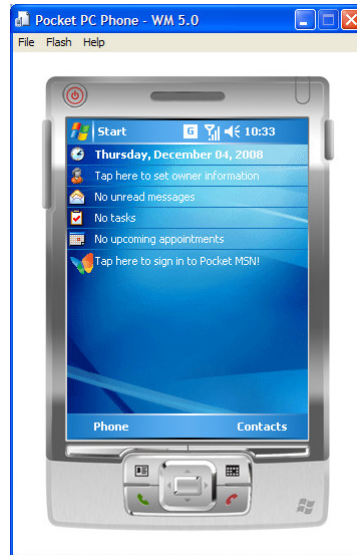 Pocket PC Phone - WM 5.0
File Flash Help
Start G 10:33
Thursday, December 04, 2008
Tap here to set owner information
No unread messages
No tasks
No upcoming appointments
Tap here to sign in to Pocket MSN!
Phone Contacts